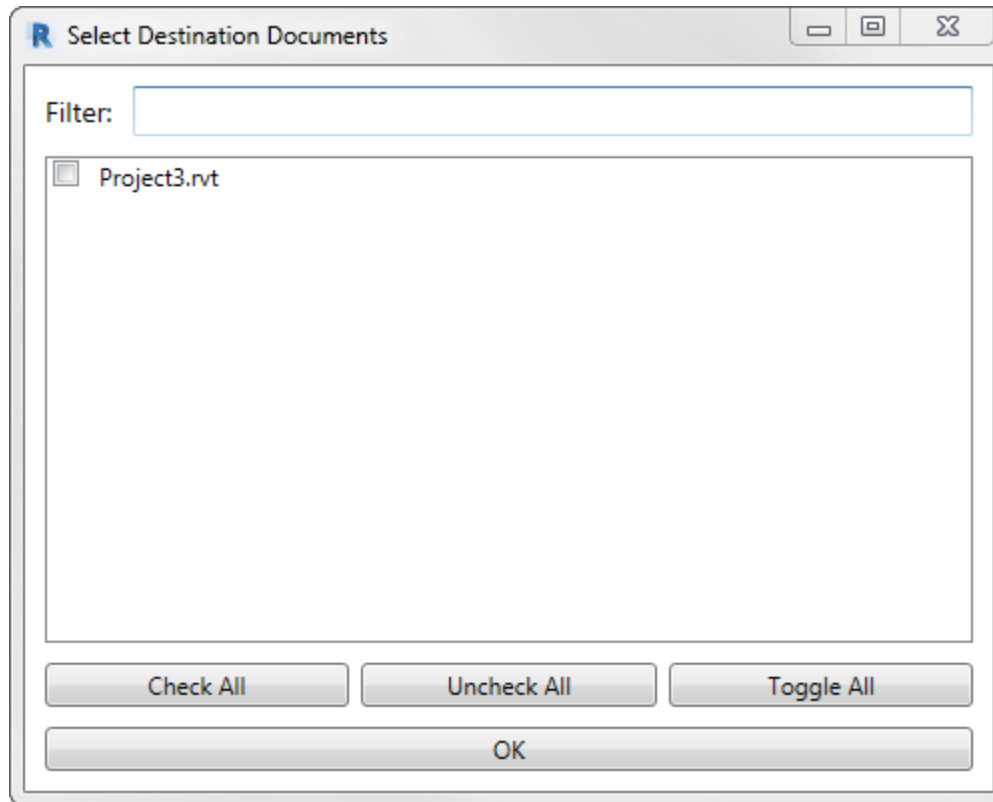 Select Destination Documents
Filter:
Project3.rvt
Check All Uncheck All Toggle All
OK